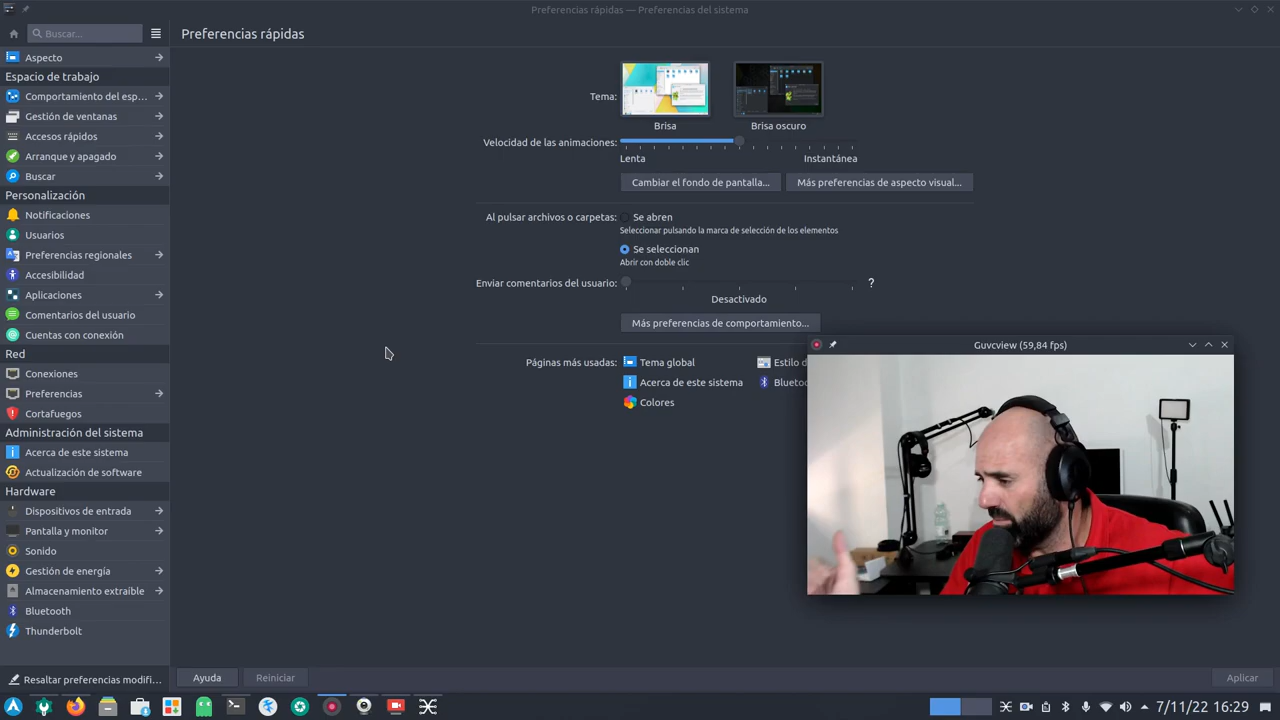 Preferencias rápidas — Preferencias del sistema
Buscar...
Preferencias rápidas
Aspecto
Espacio de trabajo
Comportamiento del esp...
Gestión de ventanas
Accesos rápidos
Arranque y apagado
Buscar
Personalización
Notificaciones
Usuarios
Preferencias regionales
Accesibilidad
Aplicaciones
Comentarios del usuario
Cuentas con conexión
Red
Conexiones
Preferencias
Cortafuegos
Administración del sistema
Acerca de este sistema
Actualización de software
Hardware
Dispositivos de entrada
Pantalla y monitor
Sonido
Gestión de energía
Almacenamiento extraíble
Bluetooth
Thunderbolt
Resaltar preferencias modifi...
Tema:
Brisa Brisa oscuro
Velocidad de las animaciones:
Lenta Instantánea
Cambiar el fondo de pantalla... Más preferencias de aspecto visual...
Al pulsar archivos o carpetas: Se abren
Seleccionar pulsando la marca de selección de los elementos
Se seleccionan
Abrir con doble clic
Enviar comentarios del usuario: ?
Desactivado
Más preferencias de comportamiento...
Páginas más usadas: Tema global Estilo d
Acerca de este sistema Bluetoo
Colores
Guvcview (59,84 fps)
Ayuda Reiniciar Aplicar
7/11/22 16:29